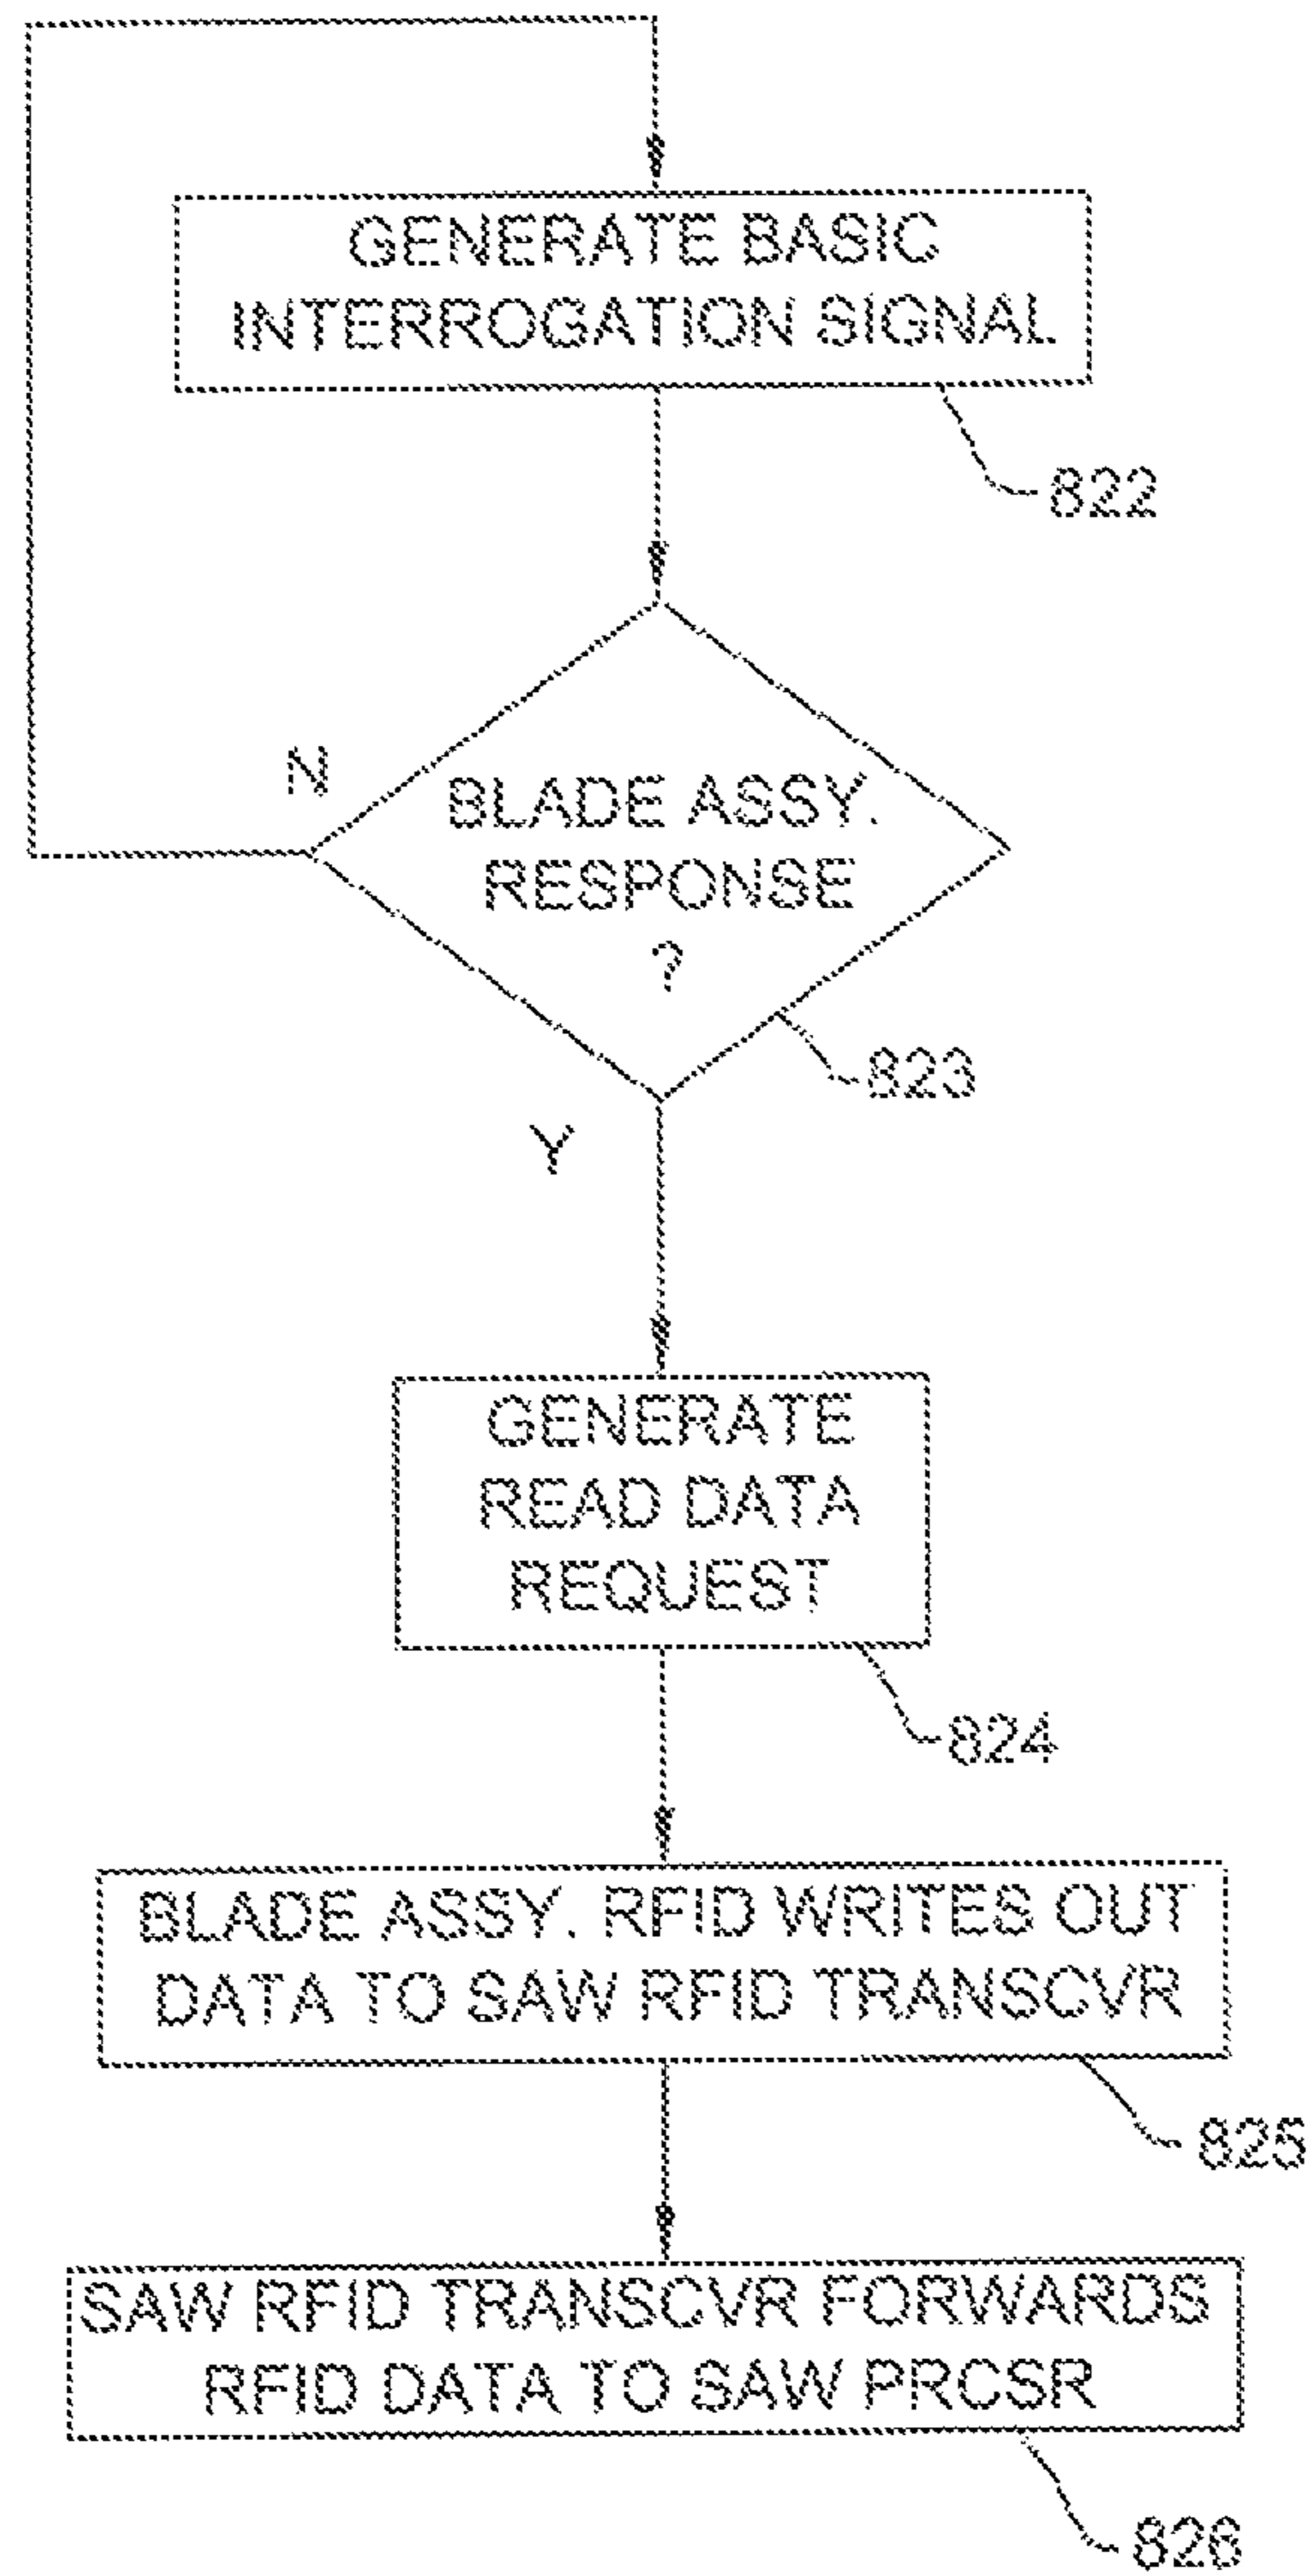 GENERATE BASIC
INTERROGATION SIGNAL
822
N
BLADE ASSY.
RESPONSE
?
823
Y
GENERATE
READ DATA
REQUEST
824
BLADE ASSY. RFID WRITES OUT
DATA TO SAW RFID TRANSCVR
825
SAW RFID TRANSCVR FORWARDS
RFID DATA TO SAW PRCSR
826